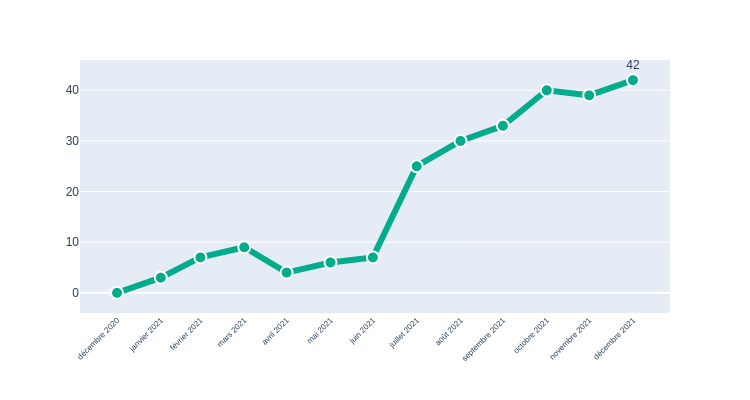 42
40
30
20
10
0
décembre 2020
janvier 2021
février 2021
mars 2021
avril 2021
mai 2021
juin 2021
juillet 2021
août 2021
septembre 2021
octobre 2021
novembre 2021
décembre 2021